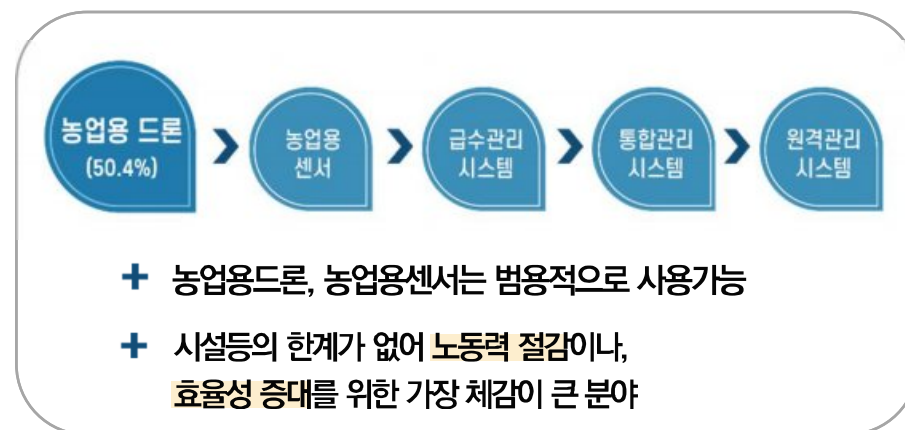 농업용 드론
(50.4%)
농업용
센서
급수관리
시스템
통합관리
시스템
원격관리
시스템
농업용드론, 농업용센서는 범용적으로 사용가능
시설등의 한계가 없어 노동력 절감이나,
효율성 증대를 위한 가장 체감이 큰 분야